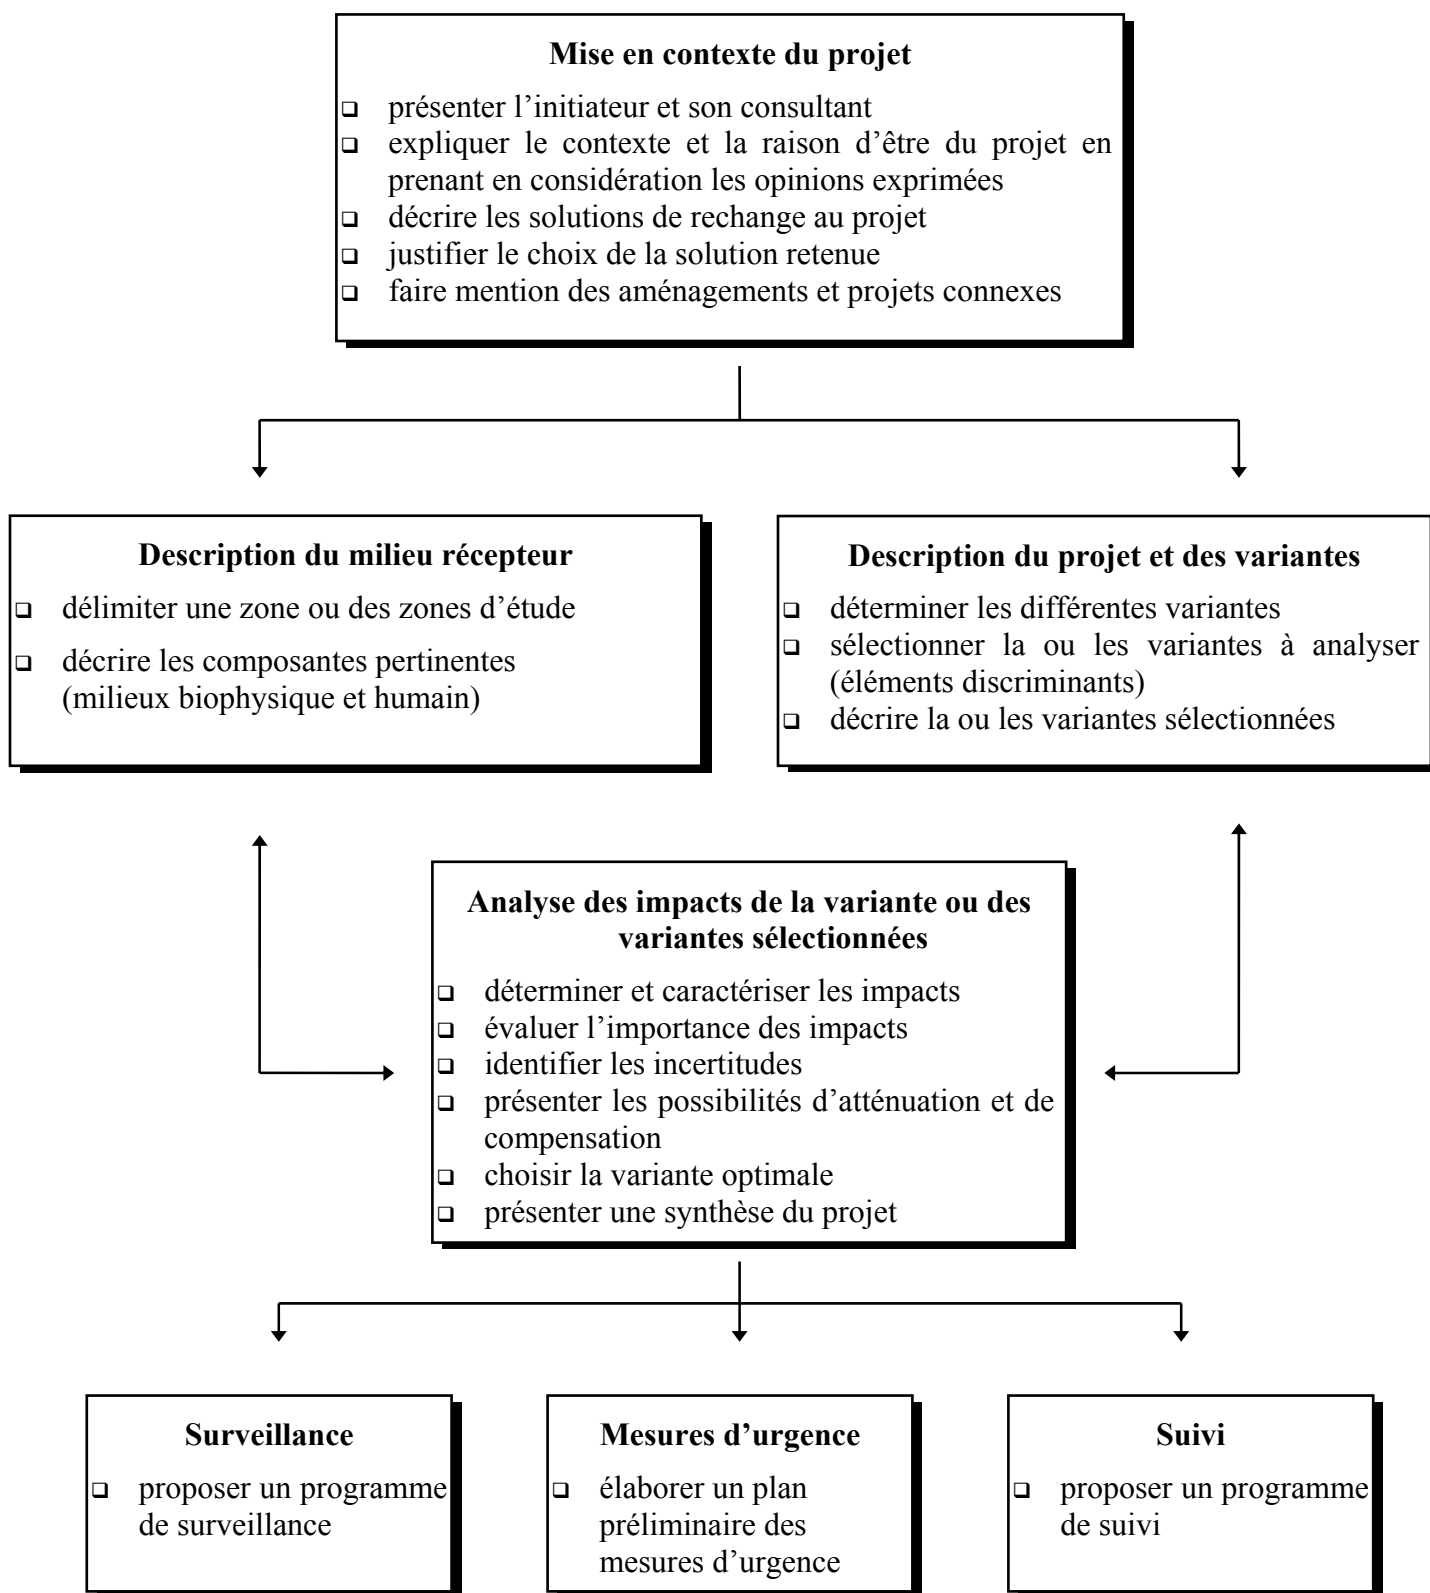 Mise en contexte du projet
❑ présenter l’initiateur et son consultant
❑ expliquer le contexte et la raison d’être du projet en
prenant en considération les opinions exprimées
❑ décrire les solutions de rechange au projet
❑ justifier le choix de la solution retenue
❑ faire mention des aménagements et projets connexes
Description du milieu récepteur
❑ délimiter une zone ou des zones d’étude
❑ décrire les composantes pertinentes
(milieux biophysique et humain)
Description du projet et des variantes
❑ déterminer les différentes variantes
❑ sélectionner la ou les variantes à analyser
(éléments discriminants)
❑ décrire la ou les variantes sélectionnées
Analyse des impacts de la variante ou des
variantes sélectionnées
❑ déterminer et caractériser les impacts
❑ évaluer l’importance des impacts
❑ identifier les incertitudes
❑ présenter les possibilités d’atténuation et de
compensation
❑ choisir la variante optimale
❑ présenter une synthèse du projet
Surveillance
❑ proposer un programme
de surveillance
Mesures d’urgence
❑ élaborer un plan
préliminaire des
mesures d’urgence
Suivi
❑ proposer un programme
de suivi